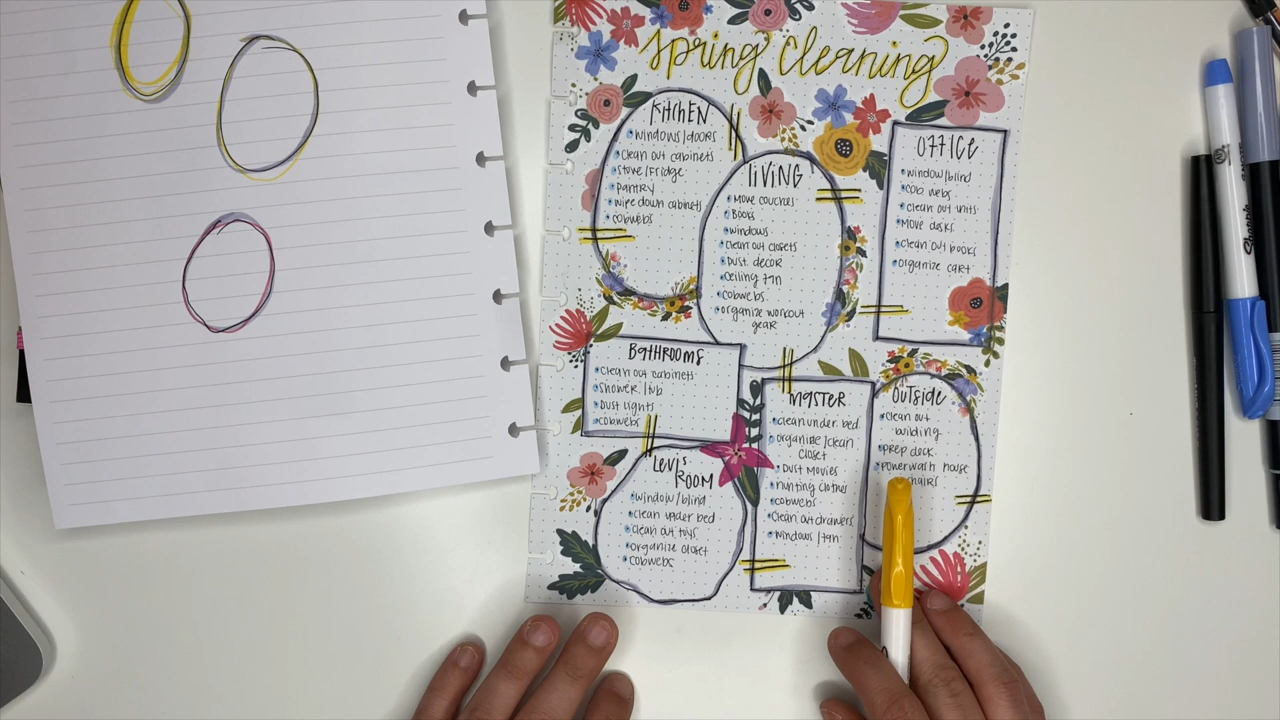 spring cleaning
KitcHEN
windows/doors
clean out cabinets
stove/fridge
pantry
wipe down cabinets
cobwebs
liViNG
Move couches
Books
windows
clean out closets
Dust decor
ceiling fan
cobwebs
organize workout
gear
OFFICE
window/blind
cob webs
clean out units
Move desks
clean out books
organize cart
BATHROOMS
clean out cabinets
shower/tub
Dust lights
cobwebs
MASTER
clean under bed
organize/clean
closet
Dust Movies
hunting clothes
cobwebs
clean out drawers
windows/fan
OUTSiDE
clean out
building
prep deck
powerwash house
chairs
LEVi's
ROOM
window/blind
clean under bed
clean out toys
organize closet
cobwebs
Sharpie